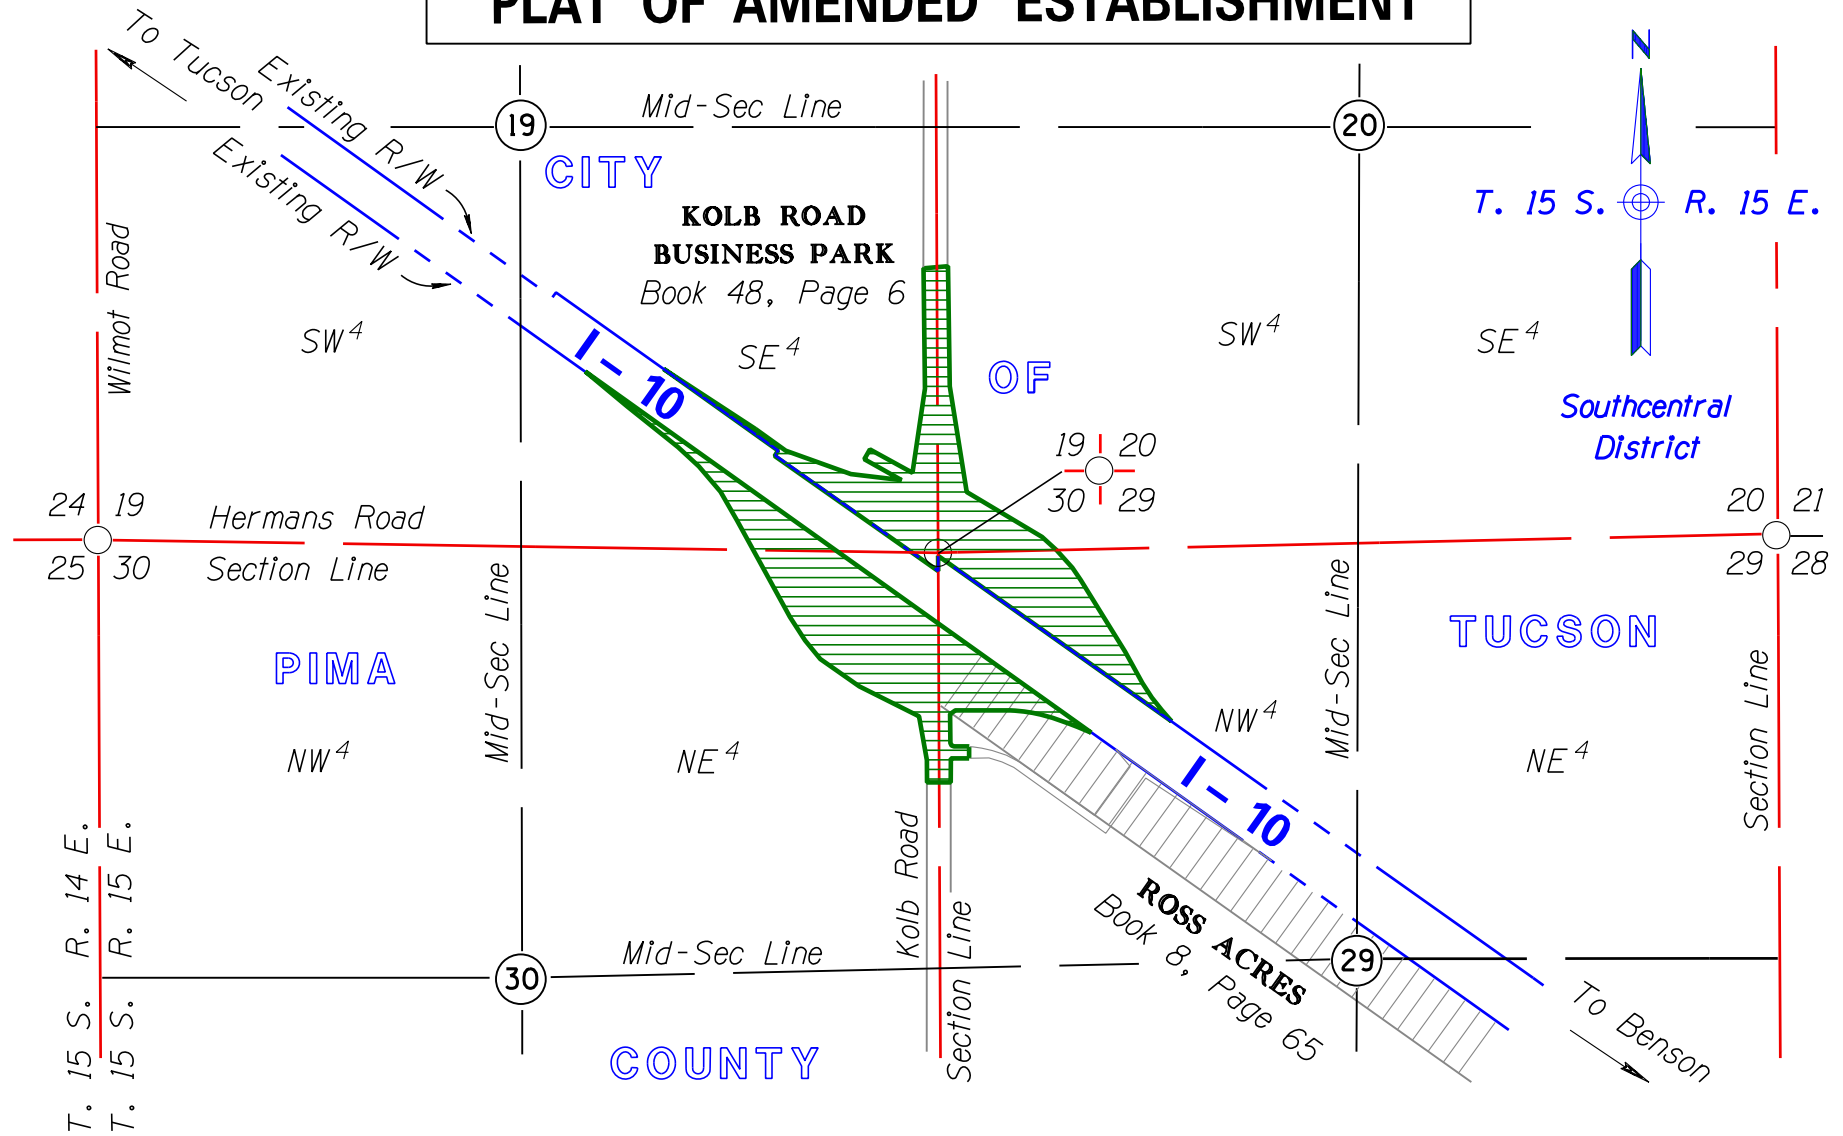 PLAT OF AMENDED ESTABLISHMENT
To Tucson
Existing R/W
Existing R/W
19
Mid-Sec Line
20
N
CITY
T. 15 S. R. 15 E.
KOLB ROAD
BUSINESS PARK
Book 48, Page 6
Wilmot Road
SW 4
I - 10
SE 4
OF
SW 4
SE 4
Southcentral
District
19 20
30 29
24 19
25 30
Hermans Road
Section Line
20 21
29 28
Mid-Sec Line
Mid-Sec Line
PIMA
TUCSON
Section Line
NW 4
NE 4
NW 4
NE 4
I - 10
T. 15 S. R. 14 E.
T. 15 S. R. 15 E.
Kolb Road
Section Line
ROSS ACRES
Book 8, Page 65
30
Mid-Sec Line
29
To Benson
COUNTY